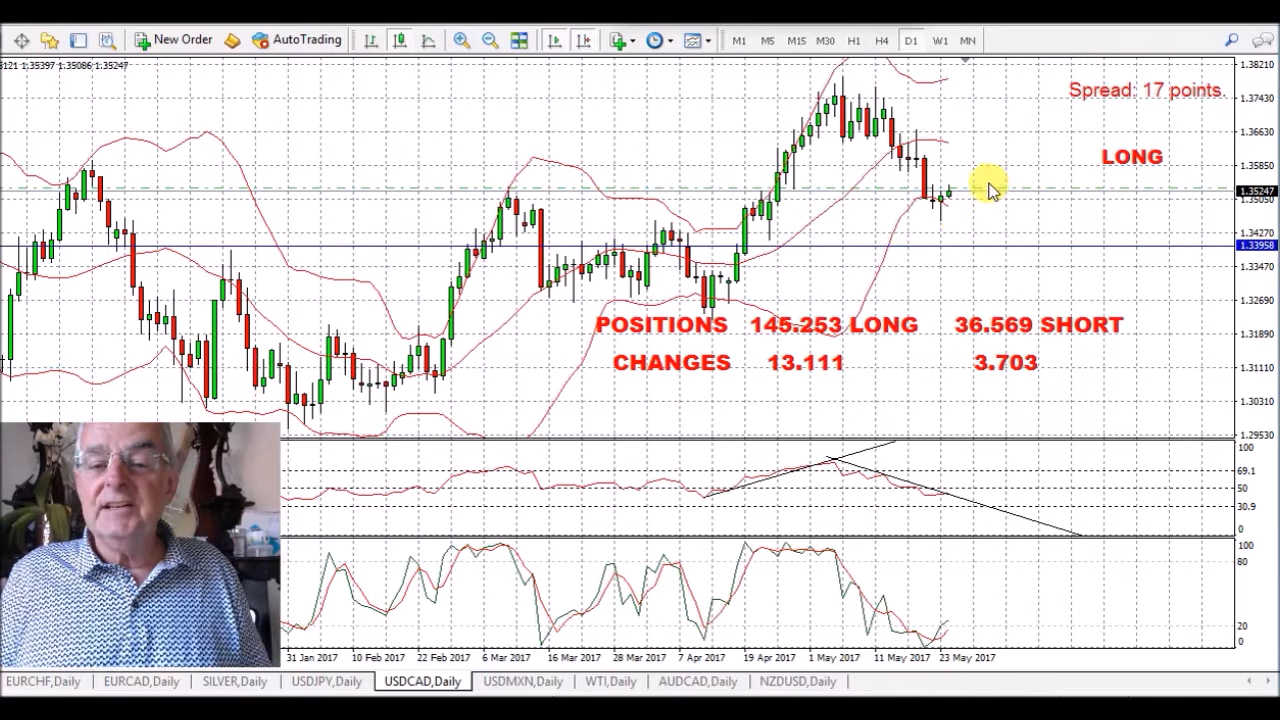 New Order AutoTrading M1 M5 M15 M30 H1 H4 D1 W1 MN
1.35397 1.35086 1.35247
1.38210
Spread: 17 points.
1.37430
1.36630
LONG
1.35850
1.35247
1.35050
1.34270
1.33958
1.33470
1.32690
POSITIONS 145.253 LONG 36.569 SHORT
1.31890
CHANGES 13.111 3.703
1.31110
1.30310
1.29530
100
69.1
50
30.9
0
100
80
20
0
31 Jan 2017 10 Feb 2017 22 Feb 2017 6 Mar 2017 16 Mar 2017 28 Mar 2017 7 Apr 2017 19 Apr 2017 1 May 2017 11 May 2017 23 May 2017
EURCHF,Daily EURCAD,Daily SILVER,Daily USDJPY,Daily USDCAD,Daily USDMXN,Daily WTI,Daily AUDCAD,Daily NZDUSD,Daily